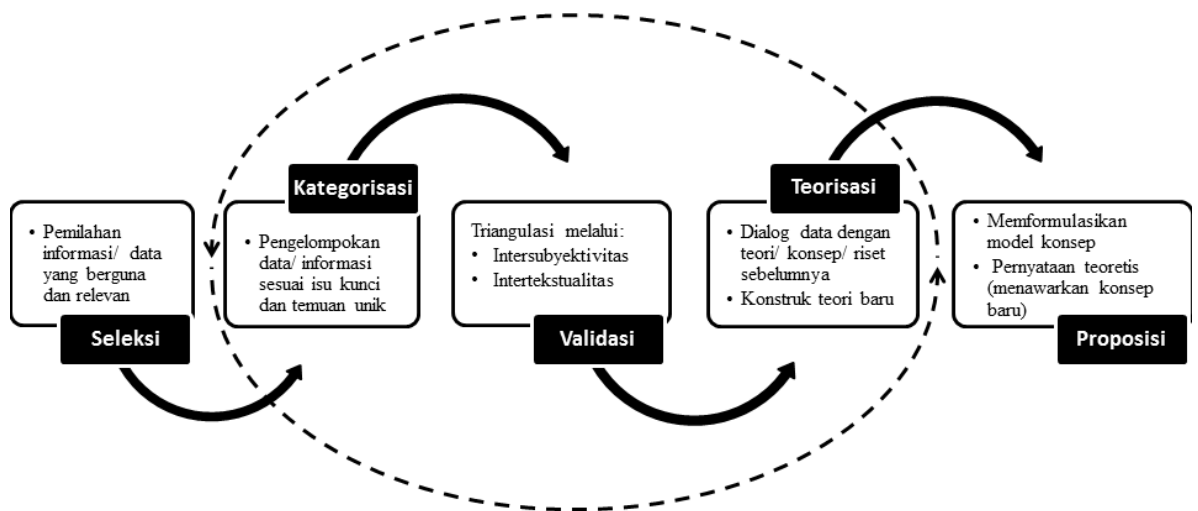 Seleksi
• Pemilahan
informasi/ data
yang berguna
dan relevan
Kategorisasi
• Pengelompokan
data/ informasi
sesuai isu kunci
dan temuan unik
Triangulasi melalui:
• Intersubyektivitas
• Intertekstualitas
Validasi
Teorisasi
• Dialog data dengan
teori/ konsep/ riset
sebelumnya
• Konstruk teori baru
• Memformulasikan
model konsep
• Pernyataan teoretis
(menawarkan konsep
baru)
Proposisi